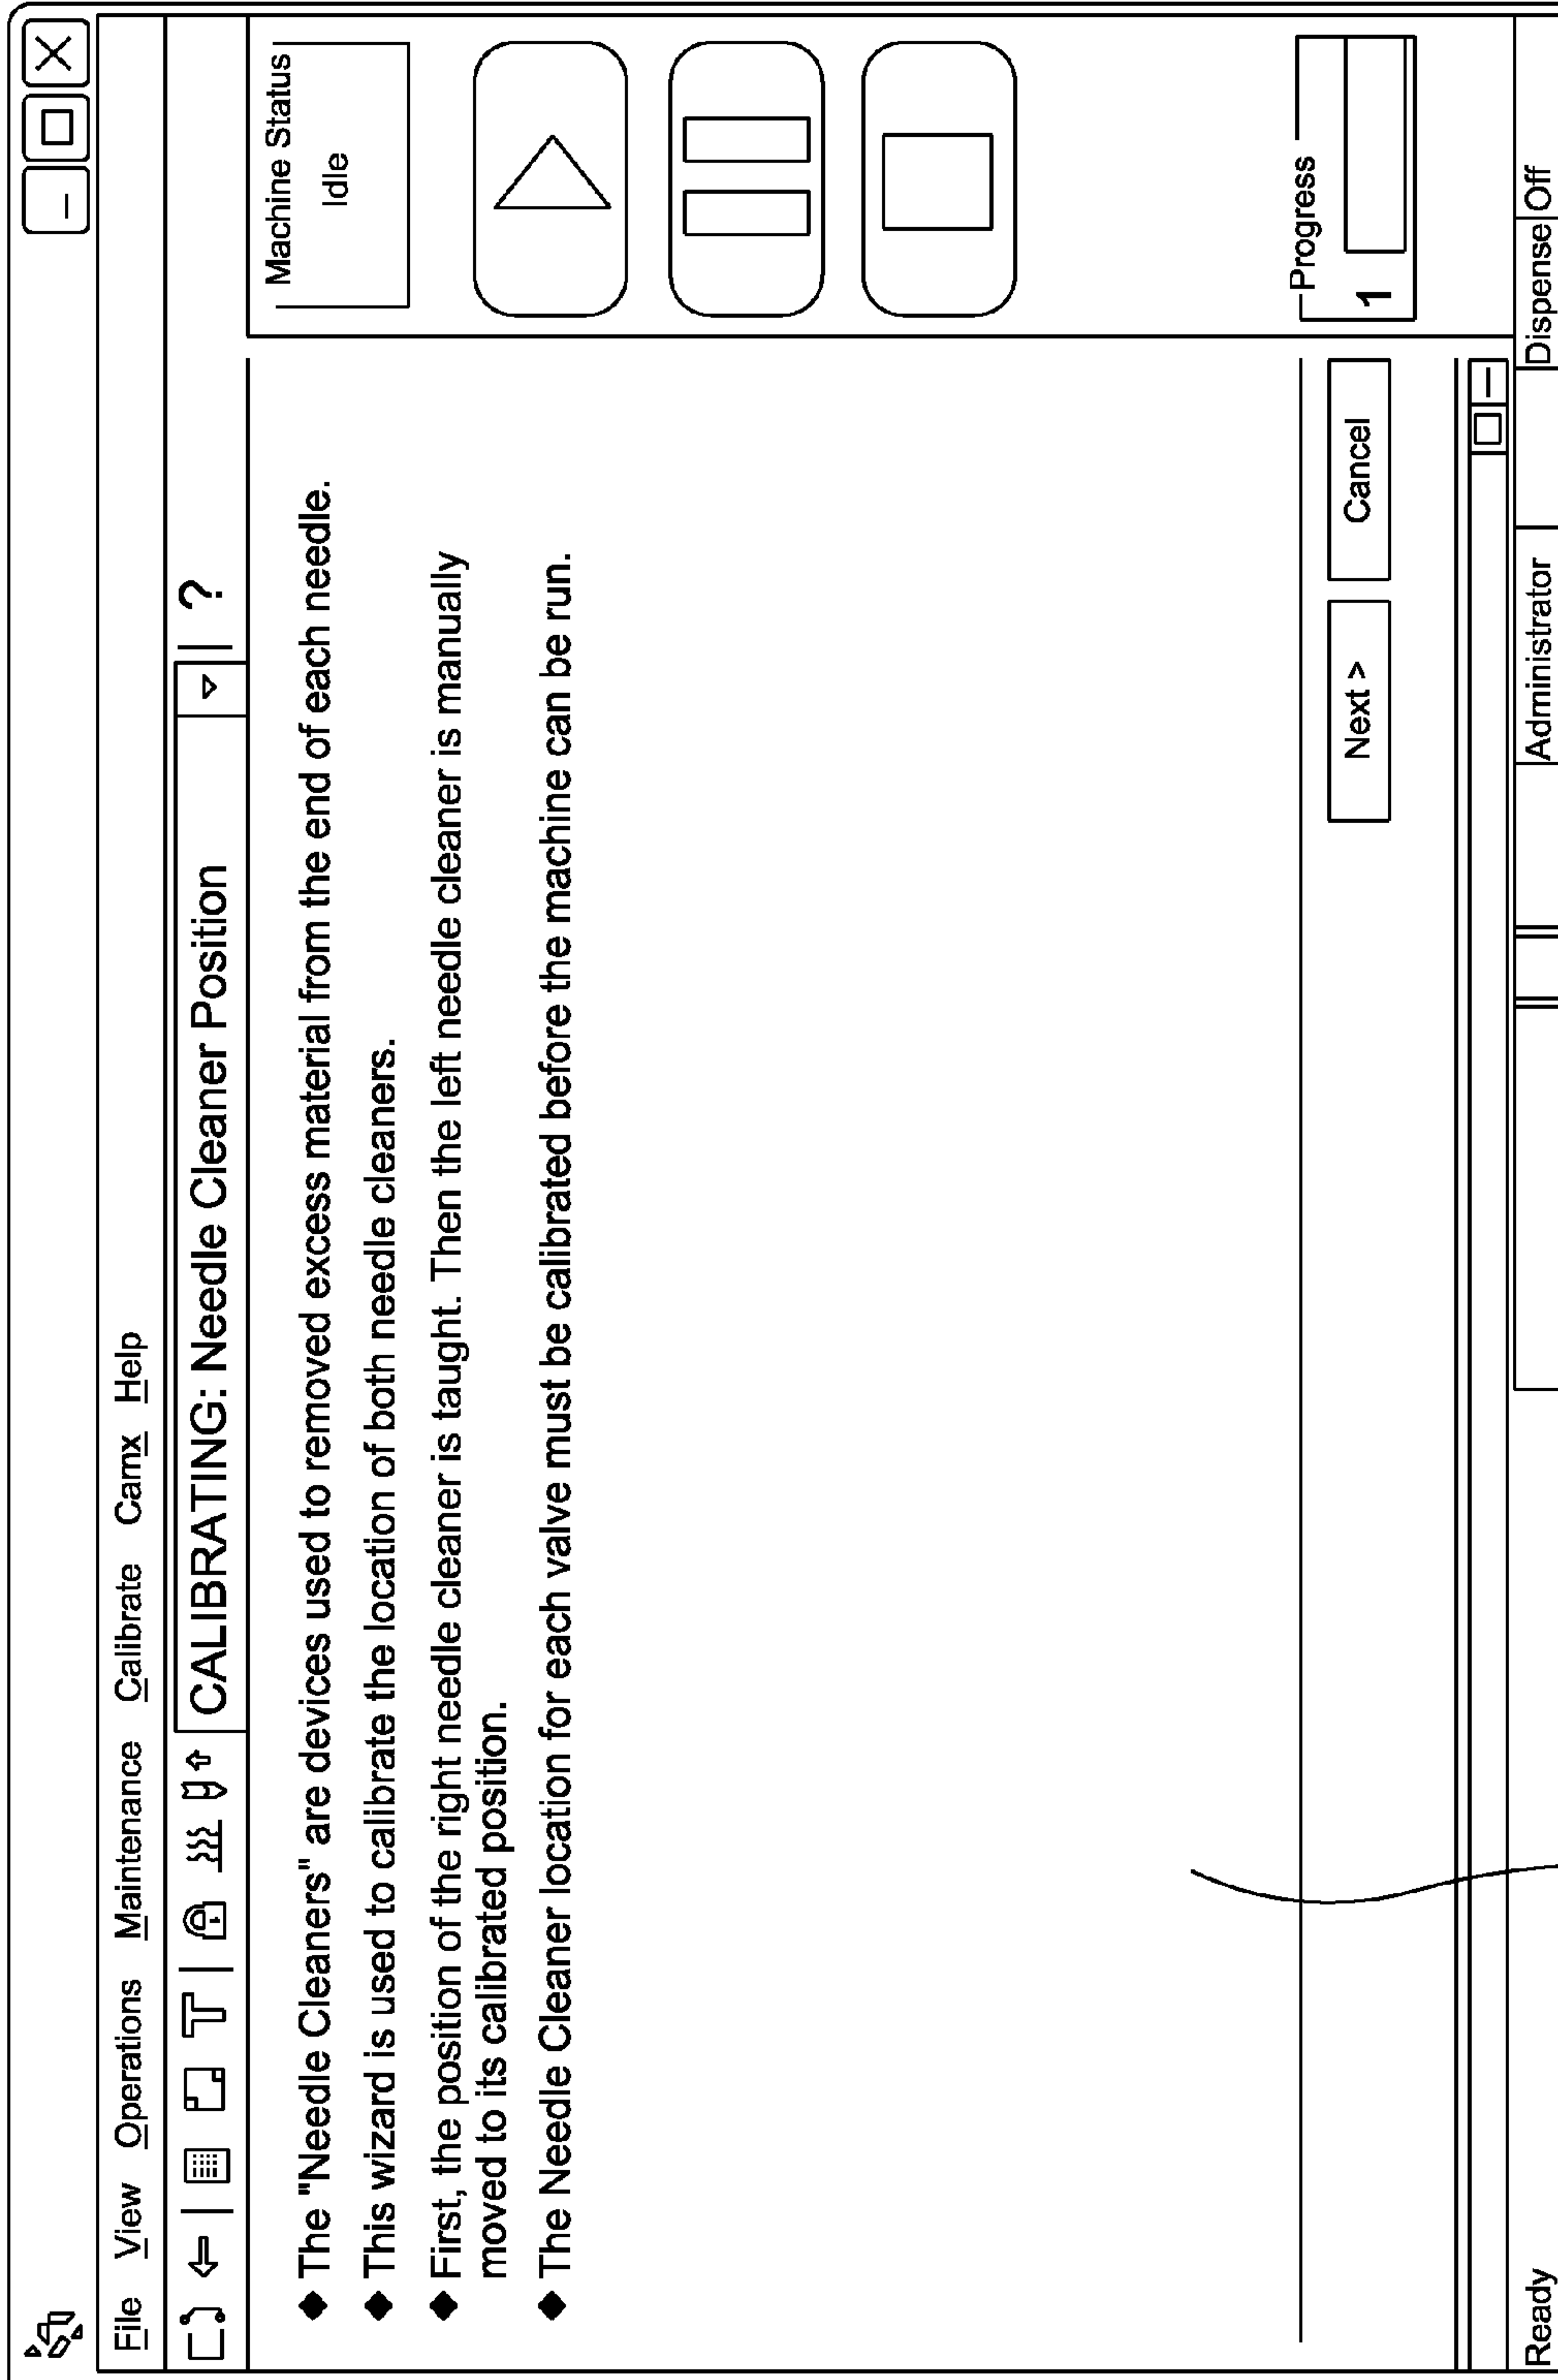 File View Operations Maintenance Calibrate Camx Help
CALIBRATING: Needle Cleaner Position ?
◆ The "Needle Cleaners" are devices used to removed excess material from the end of each needle.
◆ This wizard is used to calibrate the location of both needle cleaners.
◆ First, the position of the right needle cleaner is taught. Then the left needle cleaner is manually
moved to its calibrated position.
◆ The Needle Cleaner location for each valve must be calibrated before the machine can be run.
Next > Cancel
Machine Status
Idle
Progress
1
Ready Administrator Dispense Off